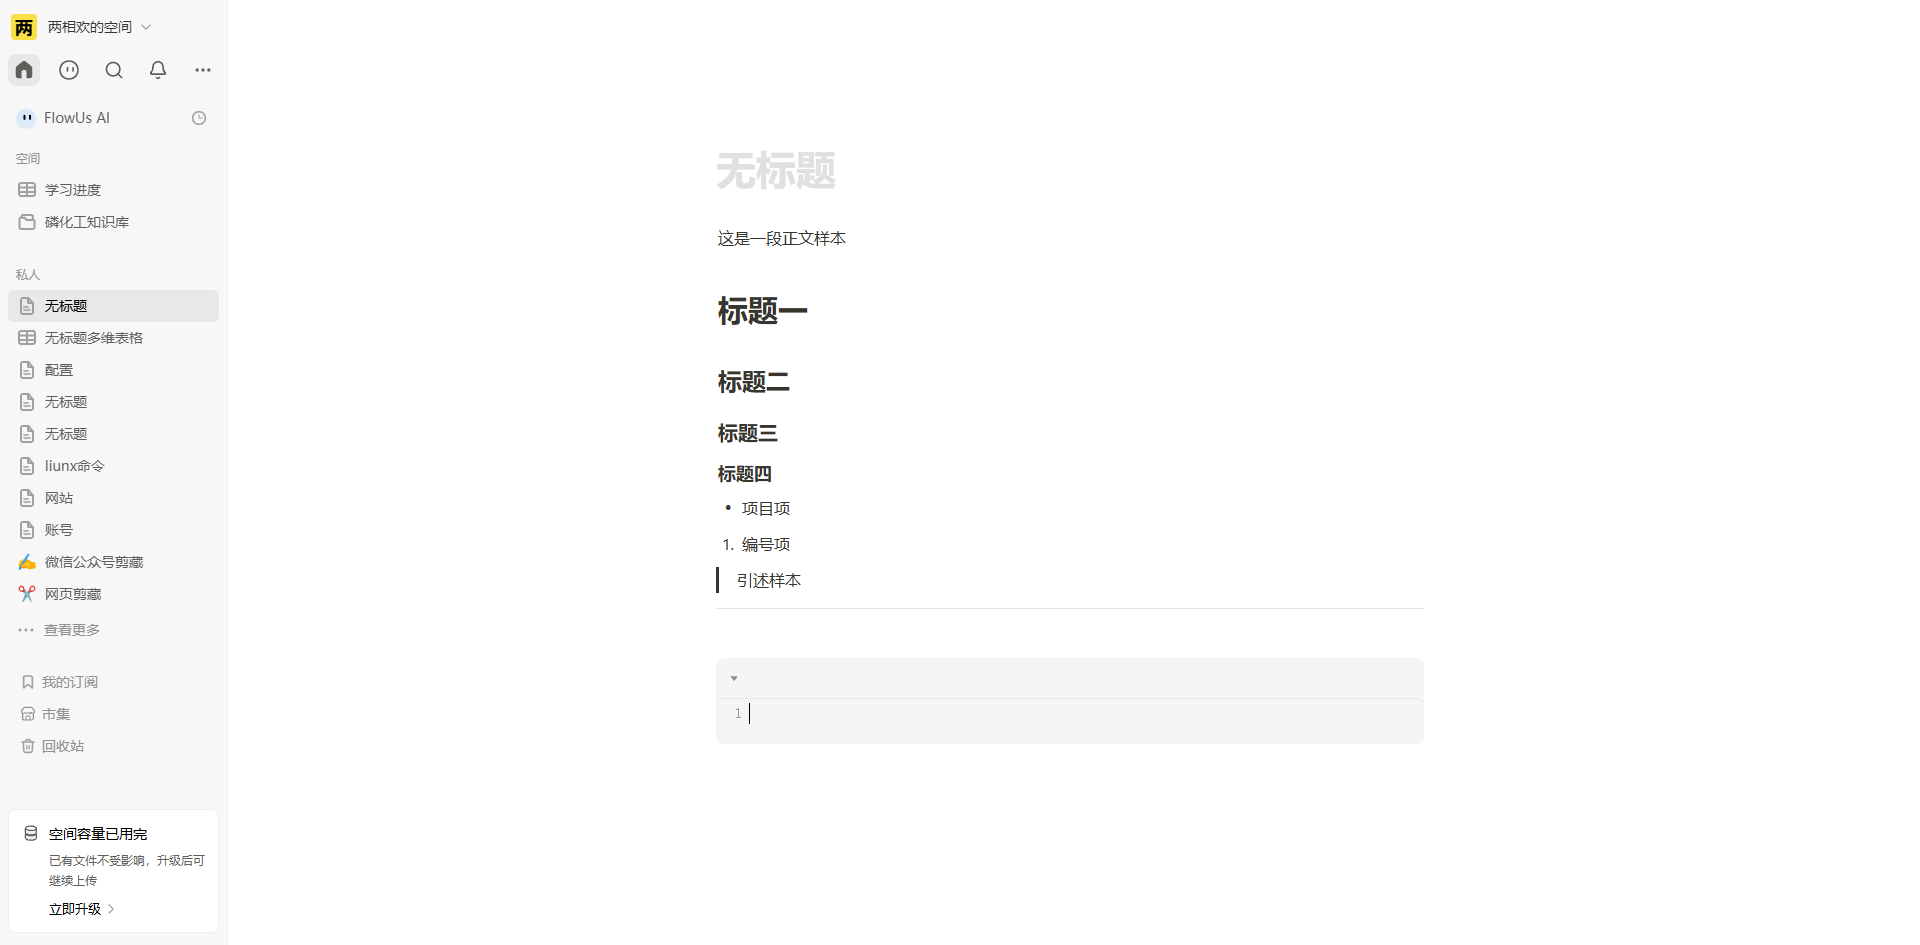 两
两相欢的空间
FlowUs AI
空间
学习进度
磷化工知识库
私人
无标题
无标题多维表格
配置
无标题
无标题
liunx命令
网站
账号
微信公众号剪藏
网页剪藏
查看更多
我的订阅
市集
回收站
空间容量已用完
已有文件不受影响，升级后可
继续上传
立即升级
无标题
这是一段正文样本
标题一
标题二
标题三
标题四
• 项目项
1. 编号项
引述样本
1